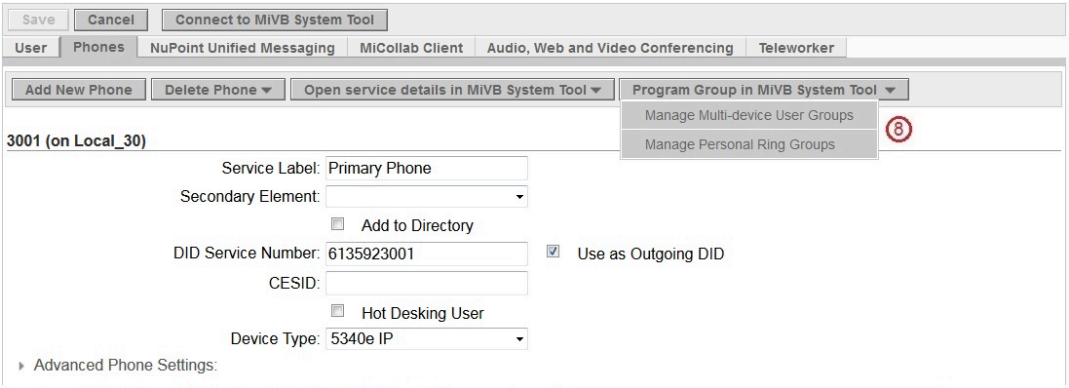 Save Cancel Connect to MiVB System Tool
User Phones NuPoint Unified Messaging MiCollab Client Audio, Web and Video Conferencing Teleworker
Add New Phone Delete Phone Open service details in MiVB System Tool Program Group in MiVB System Tool
Manage Multi-device User Groups
8
Manage Personal Ring Groups
3001 (on Local_30)
Service Label: Primary Phone
Secondary Element:
Add to Directory
DID Service Number: 6135923001 Use as Outgoing DID
CESID:
Hot Desking User
Device Type: 5340e IP
Advanced Phone Settings: